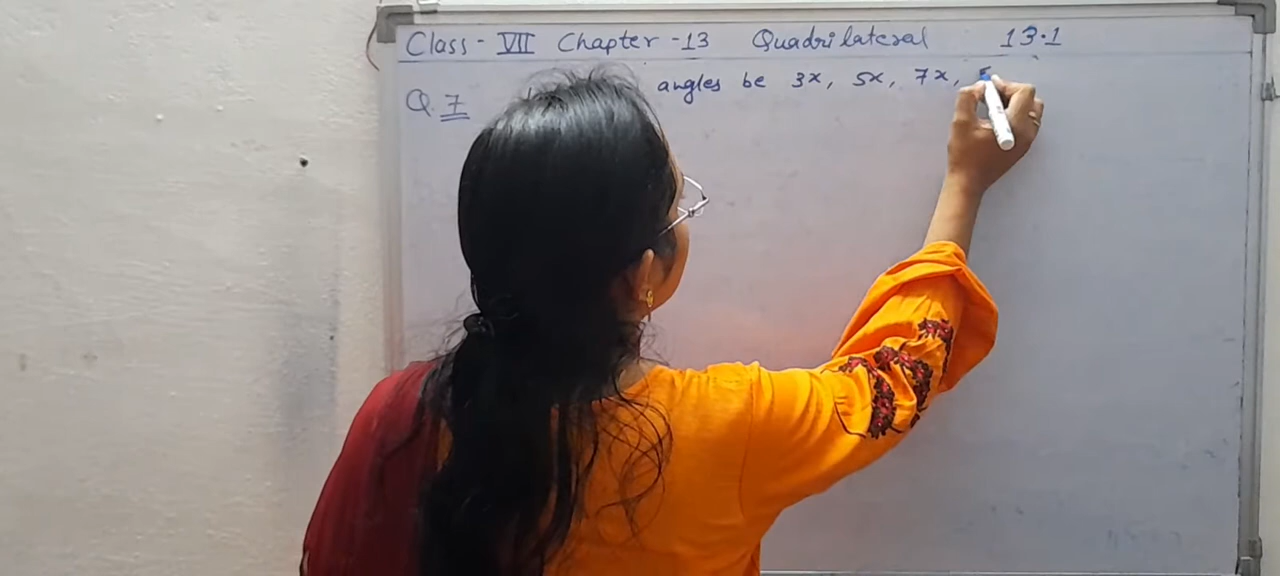 Class - VII Chapter - 13 Quadrilateral 13.1
Q. 7 angles be 3x, 5x, 7x,